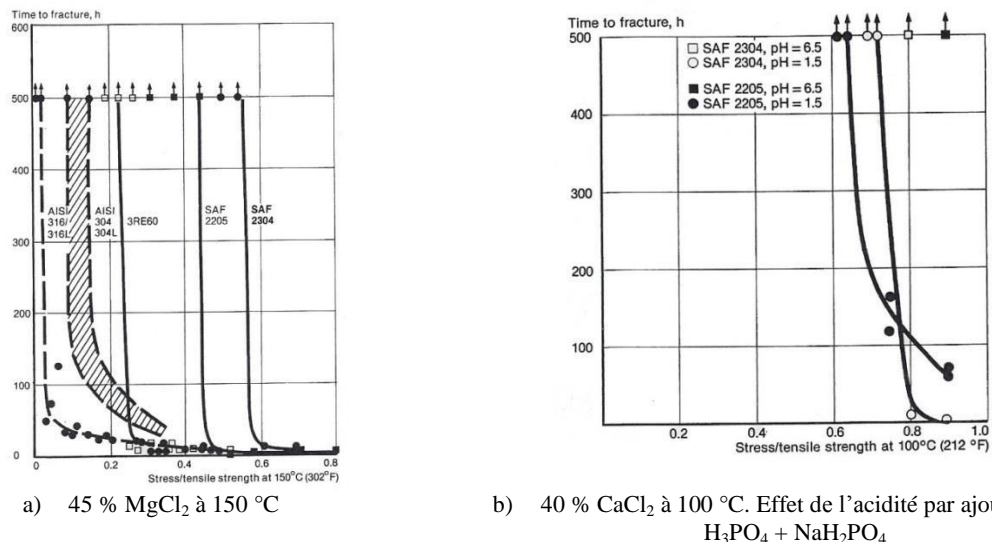 Time to fracture, h
600
500
400
300
200
100
0
AISI
316/
316L
AISI
304
304L
3RE60
SAF
2205
SAF
2304
0 0.2 0.4 0.6 0.8
Stress/tensile strength at 150°C (302°F)
a) 45 % MgCl₂ à 150 °C
Time to fracture, h
500
400
300
200
100
□ SAF 2304, pH = 6.5
○ SAF 2304, pH = 1.5
■ SAF 2205, pH = 6.5
● SAF 2205, pH = 1.5
0.2 0.4 0.6 0.8 1.0
Stress/tensile strength at 100°C (212 °F)
b) 40 % CaCl₂ à 100 °C. Effet de l’acidité par ajou
H₃PO₄ + NaH₂PO₄